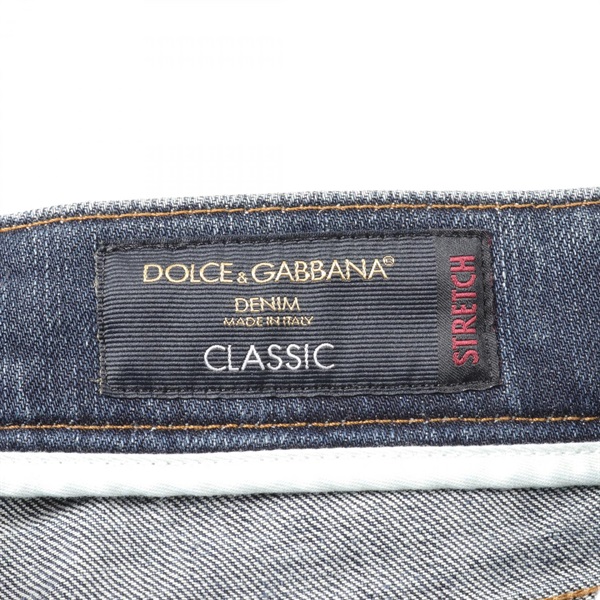 DOLCE & GABBANA®
DENIM
MADE IN ITALY
CLASSIC
STRETCH